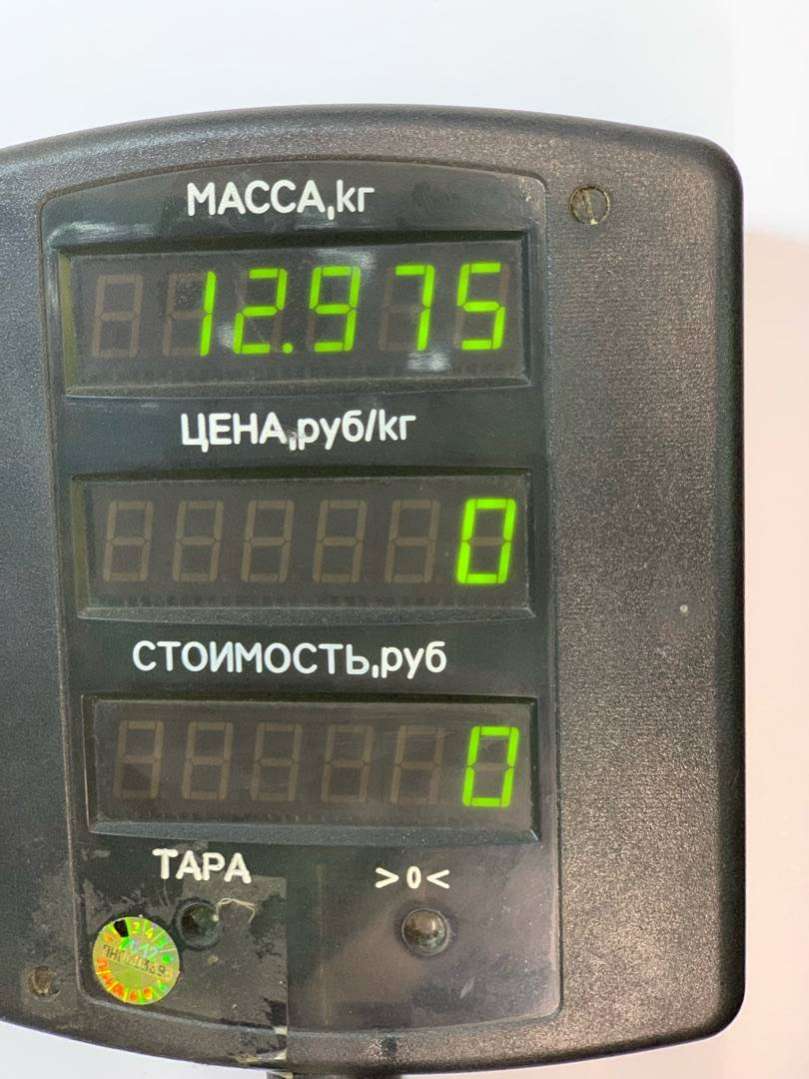 МАССА,кг
12.975
ЦЕНА,руб/кг
0
СТОИМОСТЬ,руб
0
ТАРА
>0<